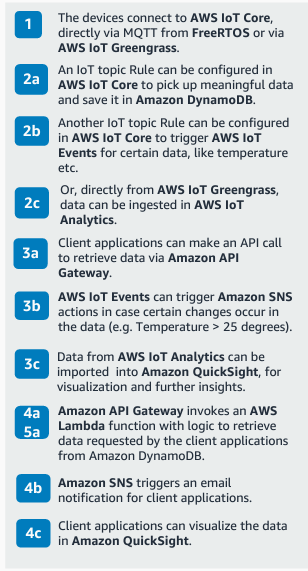 1
The devices connect to AWS IoT Core,
directly via MQTT from FreeRTOS or via
AWS IoT Greengrass.
2a
An IoT topic Rule can be configured in
AWS IoT Core to pick up meaningful data
and save it in Amazon DynamoDB.
2b
Another IoT topic Rule can be configured
in AWS IoT Core to trigger AWS IoT
Events for certain data, like temperature
etc.
2c
Or, directly from AWS IoT Greengrass,
data can be ingested in AWS IoT
Analytics.
3a
Client applications can make an API call
to retrieve data via Amazon API
Gateway.
3b
AWS IoT Events can trigger Amazon SNS
actions in case certain changes occur in
the data (e.g. Temperature > 25 degrees).
3c
Data from AWS IoT Analytics can be
imported into Amazon QuickSight, for
visualization and further insights.
4a
5a
Amazon API Gateway invokes an AWS
Lambda function with logic to retrieve
data requested by the client applications
from Amazon DynamoDB.
4b
Amazon SNS triggers an email
notification for client applications.
4c
Client applications can visualize the data
in Amazon QuickSight.